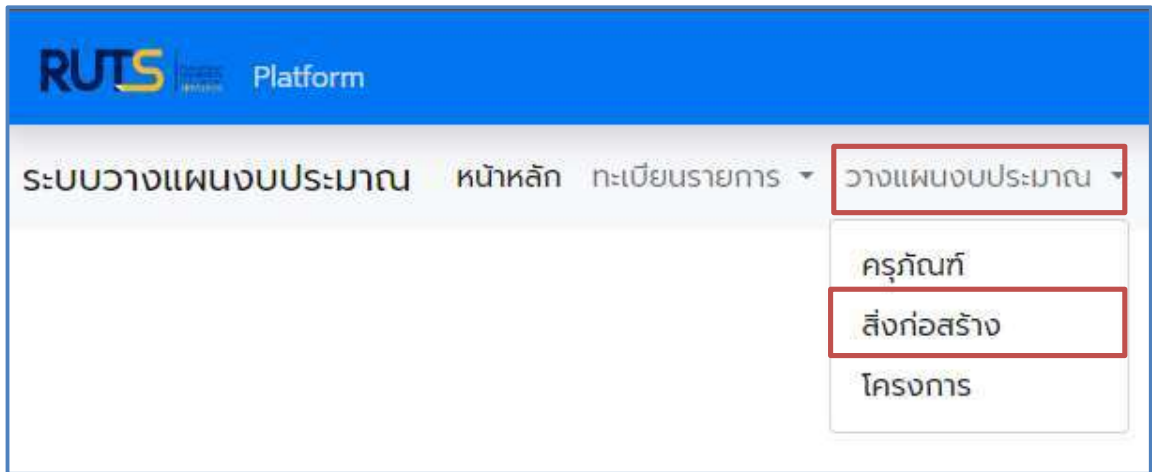 RUTS Platform
ระบบวางแผนงบประมาณ หน้าหลัก ทะเบียนรายการ วางแผนงบประมาณ
ครุภัณฑ์
สิ่งก่อสร้าง
โครงการ